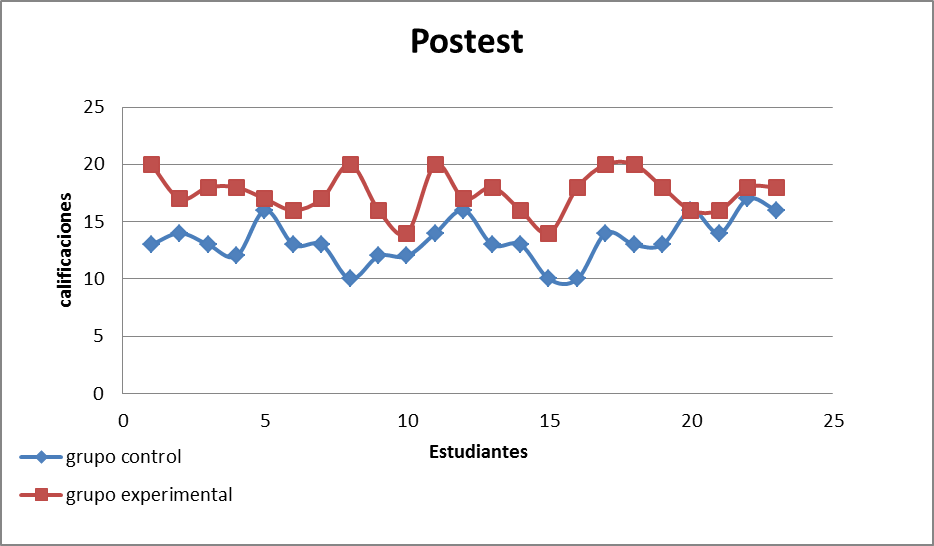 Postest
25
20
15
10
5
0
calificaciones
0 5 10 15 20 25
Estudiantes
grupo control
grupo experimental